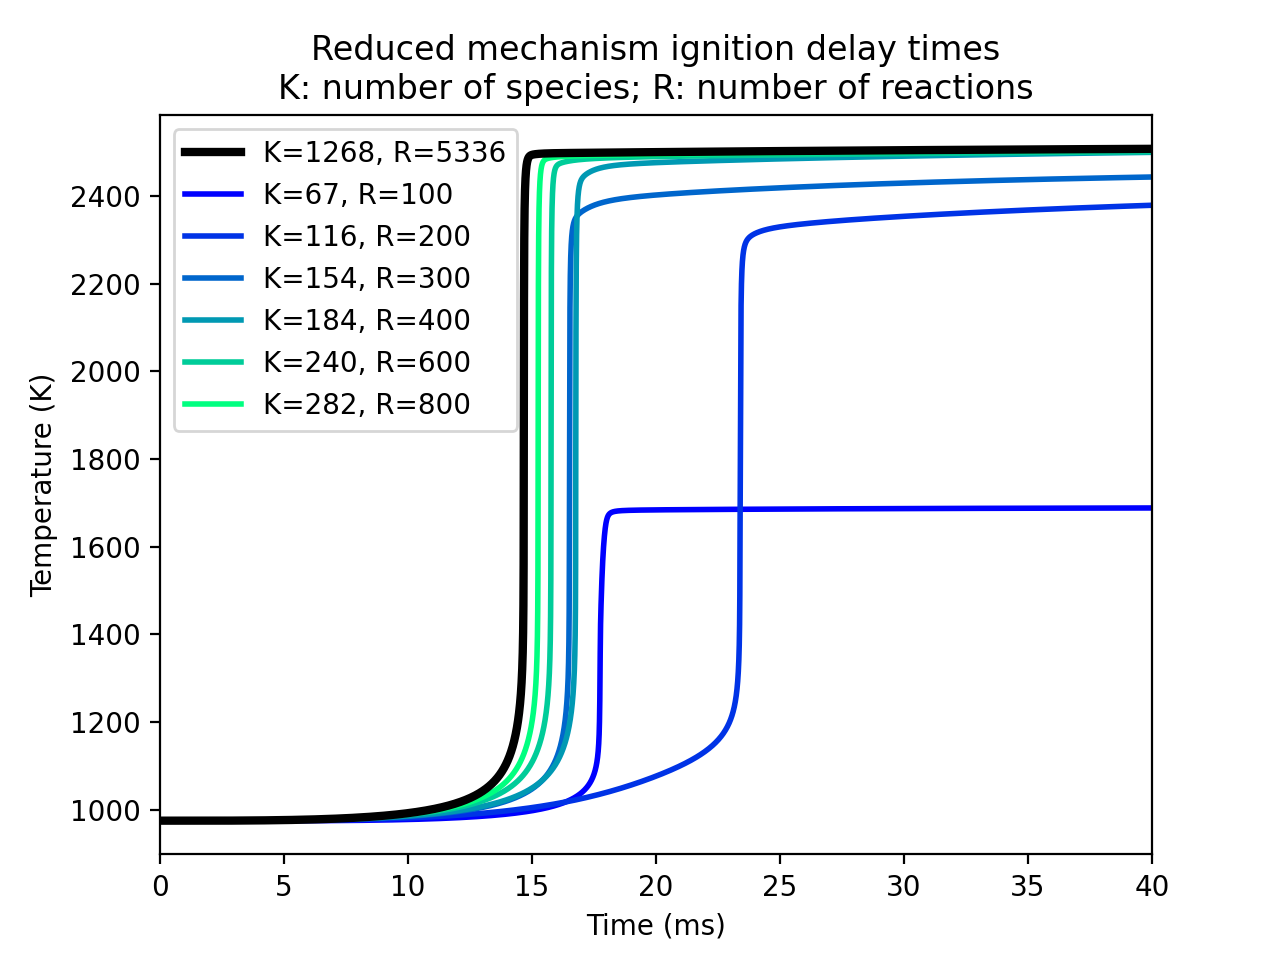 Reduced mechanism ignition delay times
K: number of species; R: number of reactions
K=1268, R=5336
K=67, R=100
K=116, R=200
K=154, R=300
K=184, R=400
K=240, R=600
K=282, R=800
Temperature (K)
2400
2200
2000
1800
1600
1400
1200
1000
0 5 10 15 20 25 30 35 40
Time (ms)